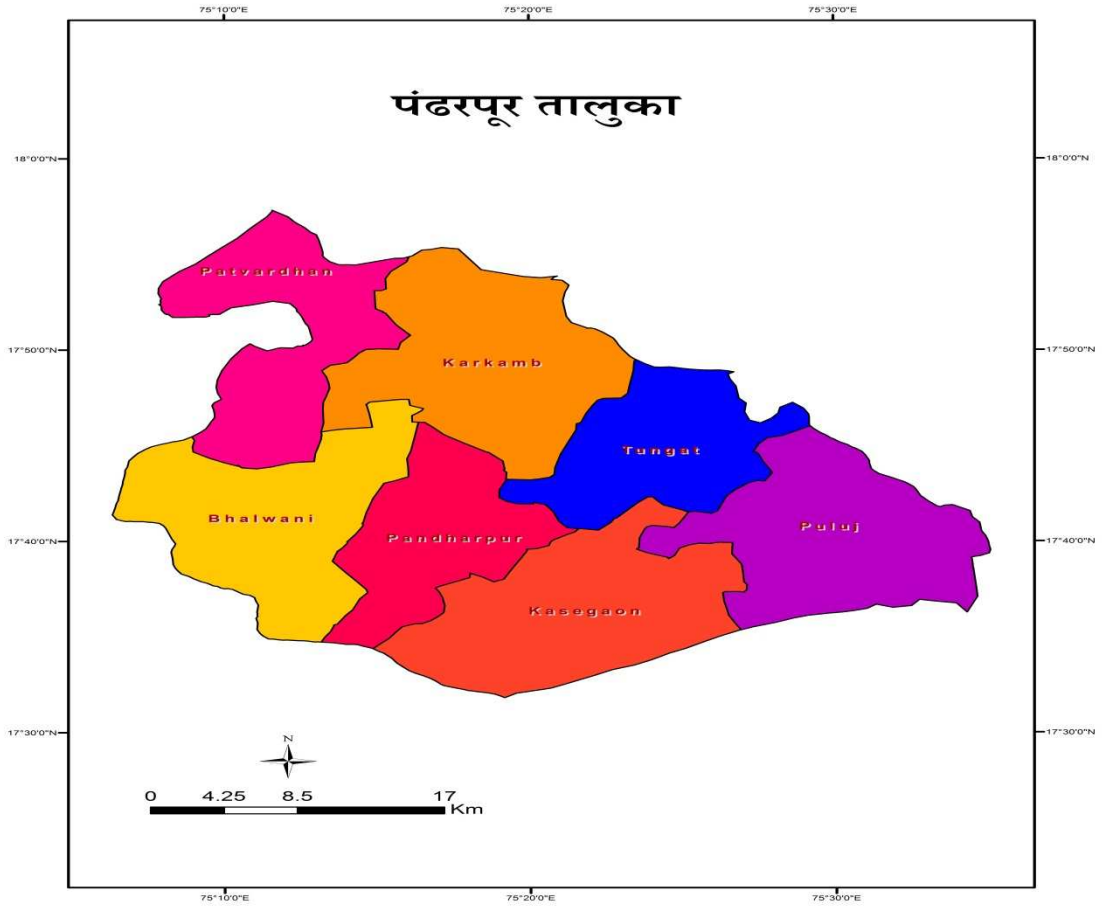 75°10'0"E 75°20'0"E 75°30'0"E
पंढरपूर तालुका
18°0'0"N 18°0'0"N
Patvardhan
17°50'0"N 17°50'0"N
Karkamb
Tungat
Bhalwani
Puluj
Pandharpur
17°40'0"N 17°40'0"N
Kasegaon
17°30'0"N 17°30'0"N
N
0 4.25 8.5 17
Km
75°10'0"E 75°20'0"E 75°30'0"E